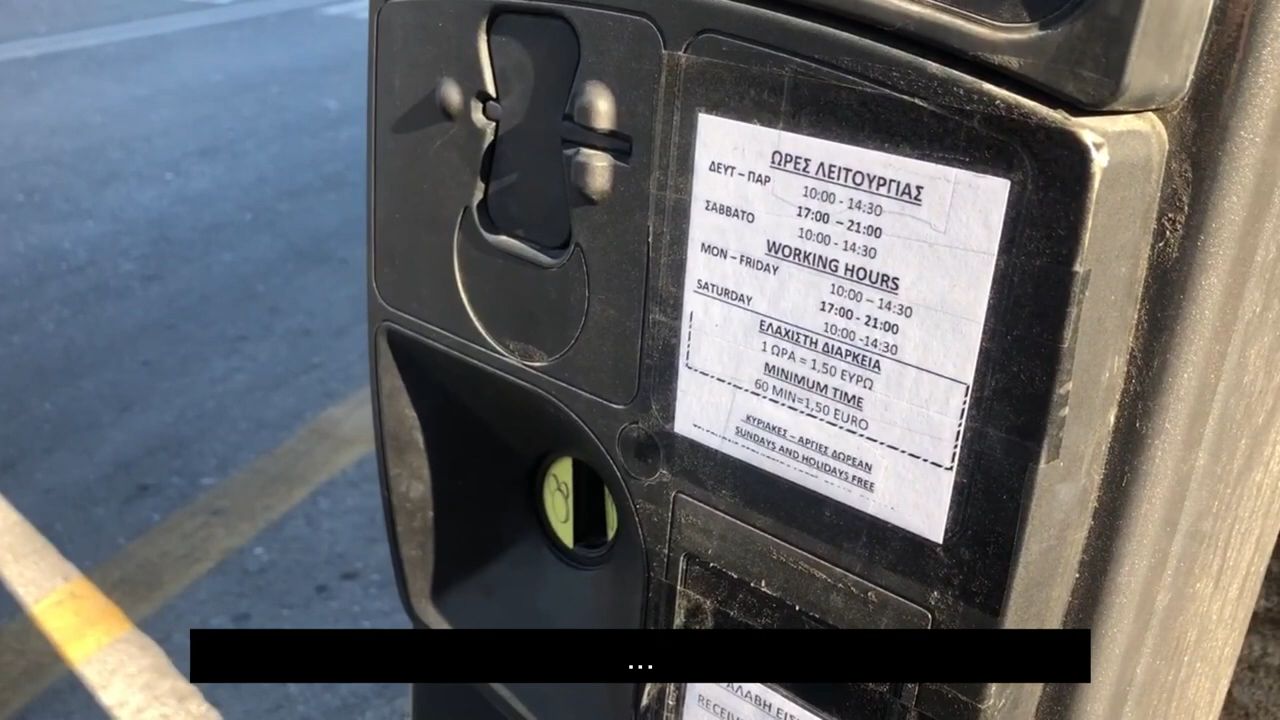 ΩΡΕΣ ΛΕΙΤΟΥΡΓΙΑΣ
ΔΕΥΤ – ΠΑΡ 10:00 - 14:30
17:00 – 21:00
ΣΑΒΒΑΤΟ 10:00 - 14:30
WORKING HOURS
MON – FRIDAY 10:00 – 14:30
17:00 - 21:00
SATURDAY 10:00 -14:30
ΕΛΑΧΙΣΤΗ ΔΙΑΡΚΕΙΑ
1 ΩΡΑ = 1,50 ΕΥΡΩ
MINIMUM TIME
60 MIN=1,50 EURO
ΚΥΡΙΑΚΕΣ – ΑΡΓΙΕΣ ΔΩΡΕΑΝ
SUNDAYS AND HOLIDAYS FREE
...